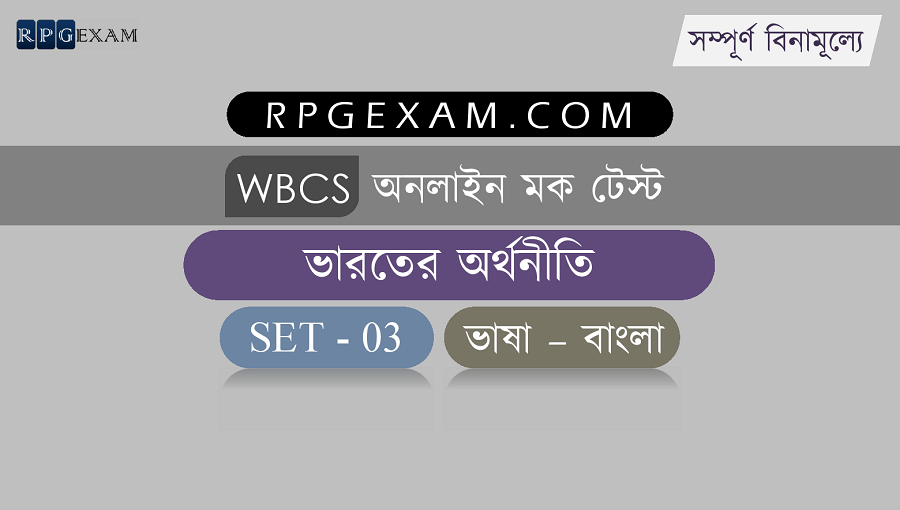 RPGEXAM
সম্পূর্ণ বিনামূল্যে
RPGEXAM.COM
WBCS অনলাইন মক টেস্ট
ভারতের অর্থনীতি
SET - 03
ভাষা – বাংলা